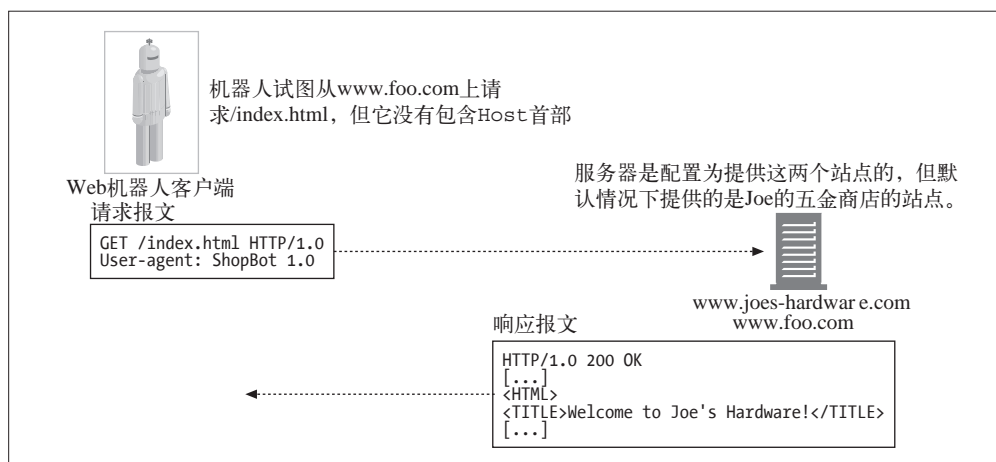 机器人试图从www.foo.com上请
求/index.html，但它没有包含Host首部
Web机器人客户端
请求报文
GET /index.html HTTP/1.0
User-agent: ShopBot 1.0
服务器是配置为提供这两个站点的，但默
认情况下提供的是Joe的五金商店的站点。
www.joes-hardwar e.com
www.foo.com
响应报文
HTTP/1.0 200 OK
[...]
<HTML>
<TITLE>Welcome to Joe's Hardware!</TITLE>
[...]